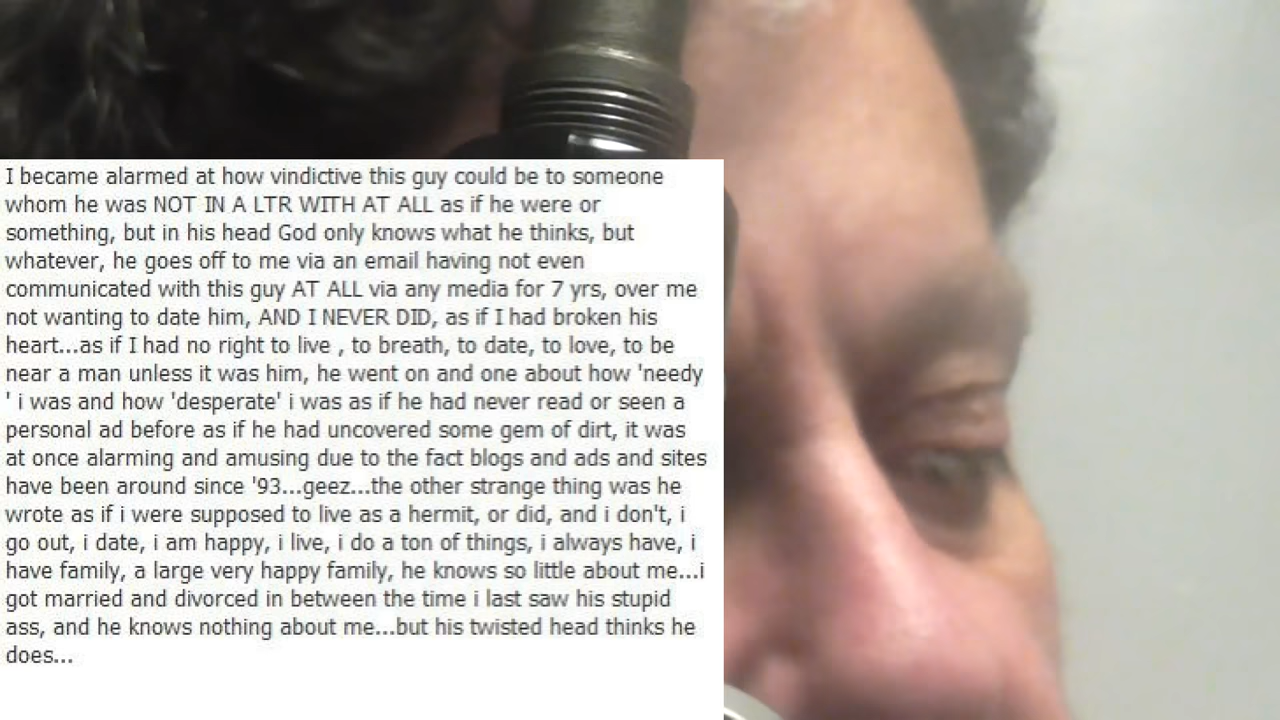 I became alarmed at how vindictive this guy could be to someone
whom he was NOT IN A LTR WITH AT ALL as if he were or
something, but in his head God only knows what he thinks, but
whatever, he goes off to me via an email having not even
communicated with this guy AT ALL via any media for 7 yrs, over me
not wanting to date him, AND I NEVER DID, as if I had broken his
heart...as if I had no right to live , to breath, to date, to love, to be
near a man unless it was him, he went on and one about how 'needy
' i was and how 'desperate' i was as if he had never read or seen a
personal ad before as if he had uncovered some gem of dirt, it was
at once alarming and amusing due to the fact blogs and ads and sites
have been around since '93...geez...the other strange thing was he
wrote as if i were supposed to live as a hermit, or did, and i don't, i
go out, i date, i am happy, i live, i do a ton of things, i always have, i
have family, a large very happy family, he knows so little about me...i
got married and divorced in between the time i last saw his stupid
ass, and he knows nothing about me...but his twisted head thinks he
does...